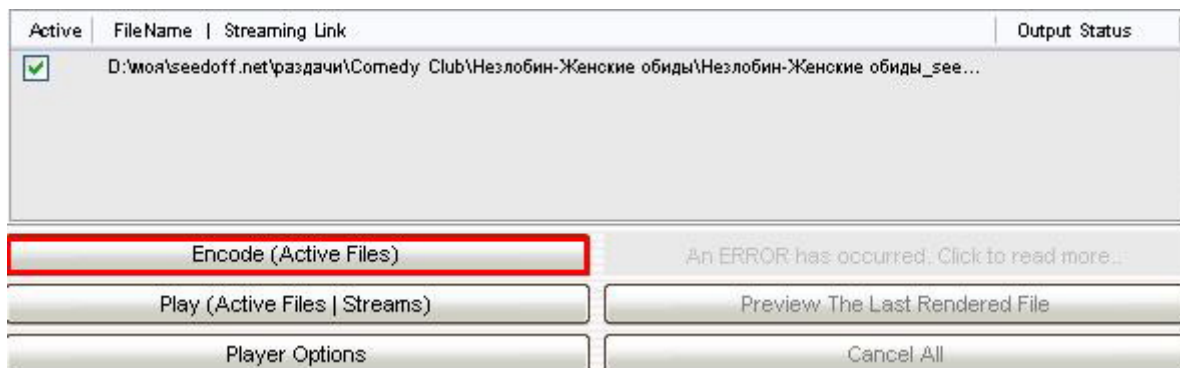 Active FileName | Streaming Link Output Status
D:\моя\seedoff.net\раздачи\Comedy Club\Незлобин-Женские обиды\Незлобин-Женские обиды_see...
Encode (Active Files) An ERROR has occurred. Click to read more...
Play (Active Files | Streams) Preview The Last Rendered File
Player Options Cancel All